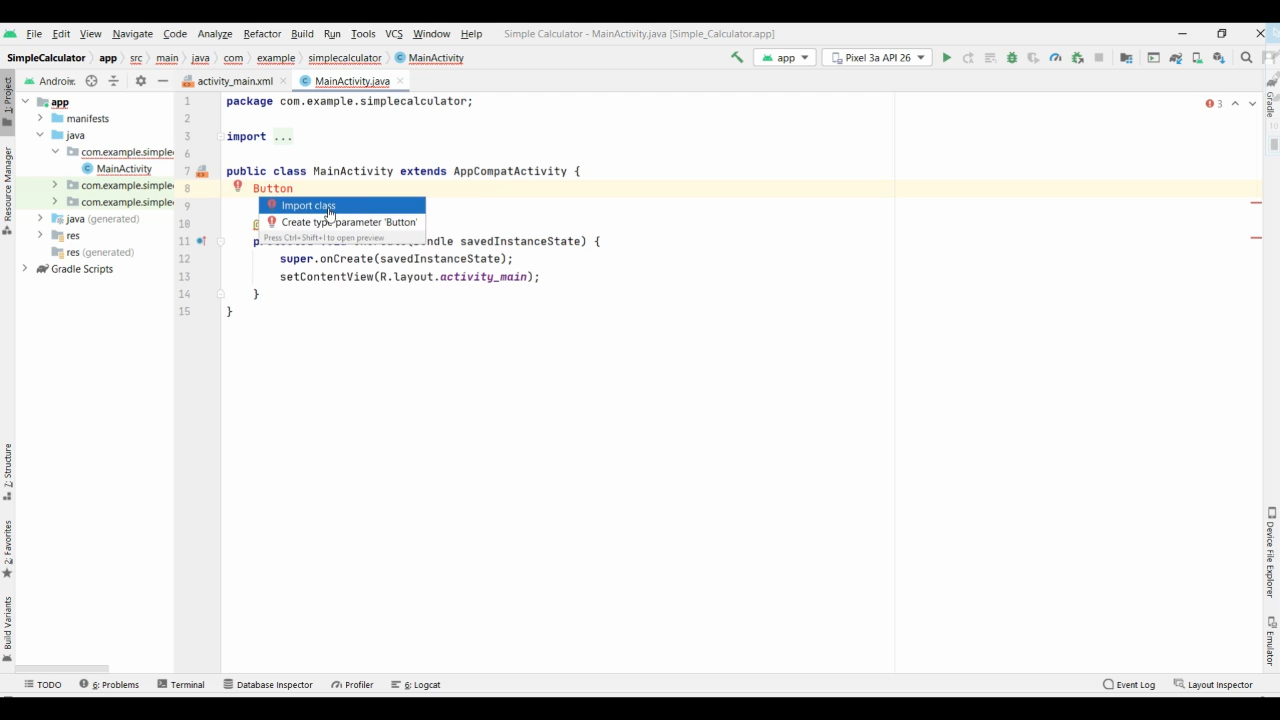 File Edit View Navigate Code Analyze Refactor Build Run Tools VCS Window Help Simple Calculator - MainActivity.java [Simple_Calculator.app]
SimpleCalculator app src main java com example simplecalculator MainActivity app Pixel 3a API 26
1: Project
Resource Manager
Z: Structure
2: Favorites
Build Variants
Android
app
manifests
java
com.example.simple
MainActivity
com.example.simple
com.example.simple
java (generated)
res
res (generated)
Gradle Scripts
activity_main.xml MainActivity.java
3
1 package com.example.simplecalculator;
2
3 import ...
6
7 public class MainActivity extends AppCompatActivity {
8 Button
9
10
11 savedInstanceState) {
12 super.onCreate(savedInstanceState);
13 setContentView(R.layout.activity_main);
14 }
15 }
Import class
Create type parameter 'Button'
Press Ctrl+Shift+I to open preview
Gradle
Device File Explorer
Emulator
TODO 6: Problems Terminal Database Inspector Profiler 6: Logcat Event Log Layout Inspector